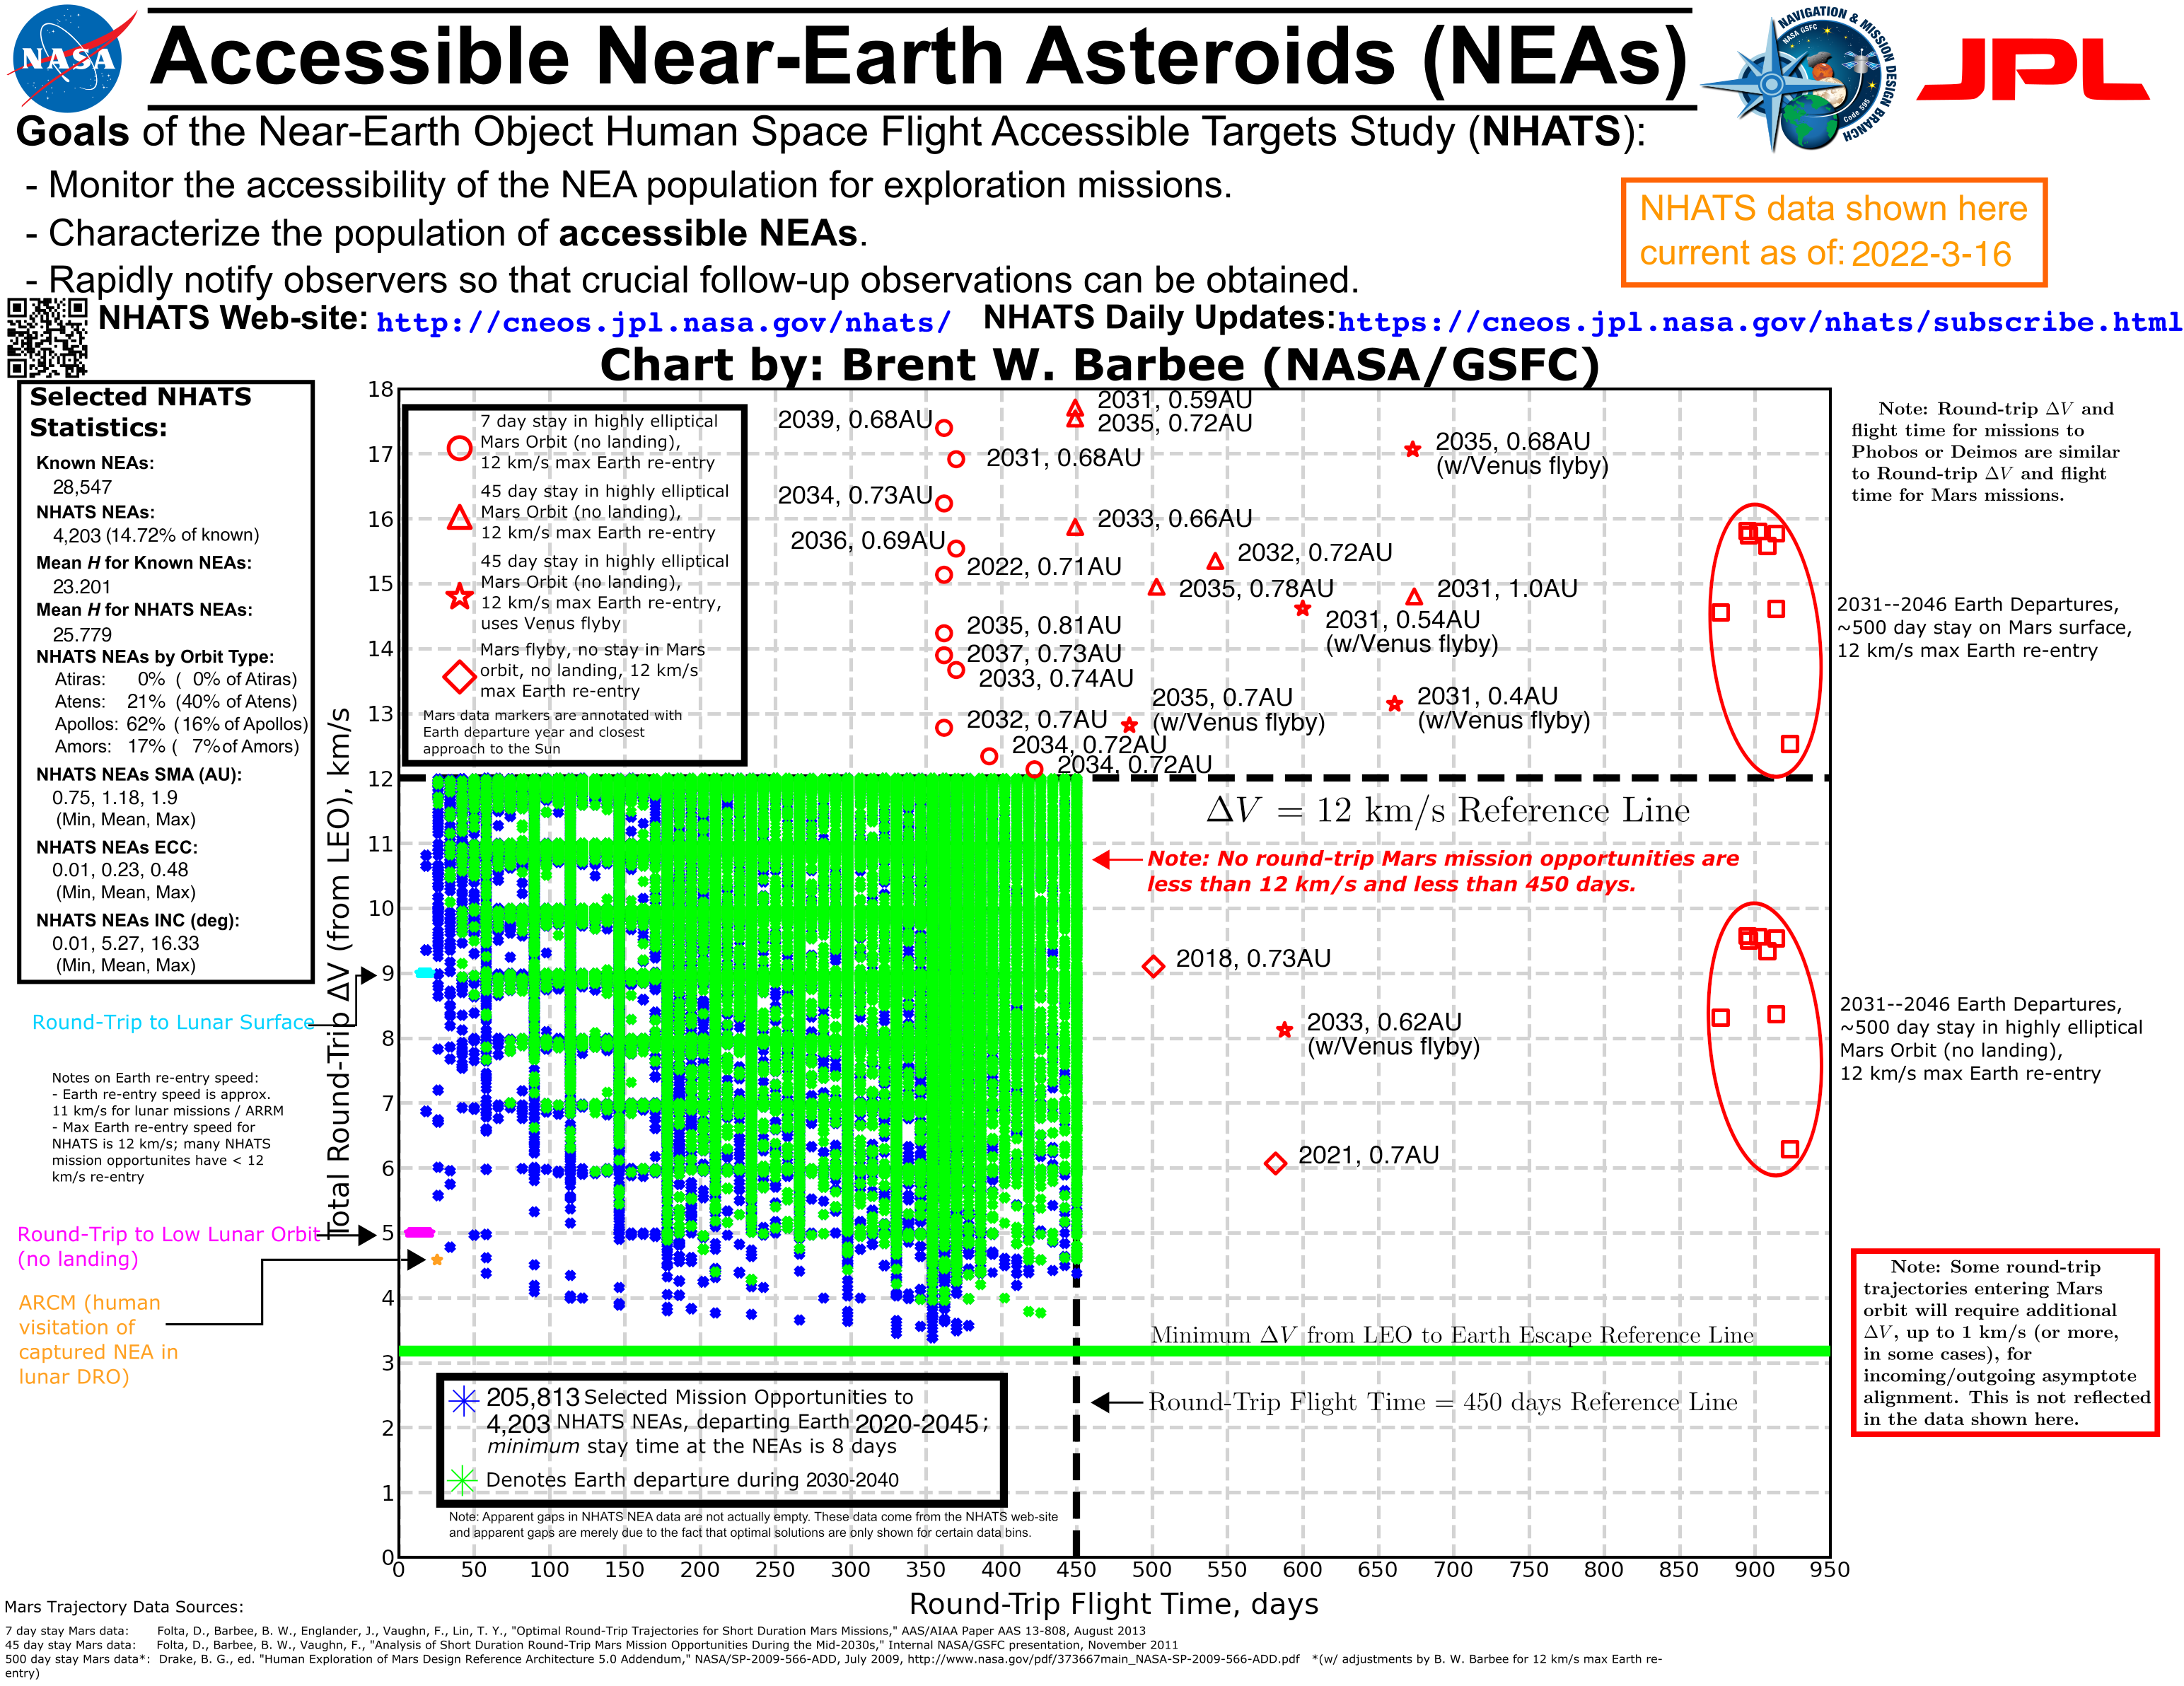 NASA
Accessible Near-Earth Asteroids (NEAs)
NAVIGATION & MISSION DESIGN BRANCH
NASA GSFC
Code 595
JPL
Goals of the Near-Earth Object Human Space Flight Accessible Targets Study (NHATS):
- Monitor the accessibility of the NEA population for exploration missions.
- Characterize the population of accessible NEAs.
- Rapidly notify observers so that crucial follow-up observations can be obtained.
NHATS data shown here
current as of: 2022-3-16
NHATS Web-site: http://cneos.jpl.nasa.gov/nhats/ NHATS Daily Updates: https://cneos.jpl.nasa.gov/nhats/subscribe.html
Chart by: Brent W. Barbee (NASA/GSFC)
Selected NHATS
Statistics:
Known NEAs:
28,547
NHATS NEAs:
4,203 (14.72% of known)
Mean H for Known NEAs:
23.201
Mean H for NHATS NEAs:
25.779
NHATS NEAs by Orbit Type:
Atiras: 0% ( 0% of Atiras)
Atens: 21% (40% of Atens)
Apollos: 62% (16% of Apollos)
Amors: 17% ( 7% of Amors)
NHATS NEAs SMA (AU):
0.75, 1.18, 1.9
(Min, Mean, Max)
NHATS NEAs ECC:
0.01, 0.23, 0.48
(Min, Mean, Max)
NHATS NEAs INC (deg):
0.01, 5.27, 16.33
(Min, Mean, Max)
Round-Trip to Lunar Surface
Notes on Earth re-entry speed:
- Earth re-entry speed is approx.
11 km/s for lunar missions / ARRM
- Max Earth re-entry speed for
NHATS is 12 km/s; many NHATS
mission opportunites have < 12
km/s re-entry
Round-Trip to Low Lunar Orbit
(no landing)
ARCM (human
visitation of
captured NEA in
lunar DRO)
Total Round-Trip ΔV (from LEO), km/s
18
17
16
15
14
13
12
11
10
9
8
7
6
5
4
3
2
1
0
7 day stay in highly elliptical
Mars Orbit (no landing),
12 km/s max Earth re-entry
45 day stay in highly elliptical
Mars Orbit (no landing),
12 km/s max Earth re-entry
45 day stay in highly elliptical
Mars Orbit (no landing),
12 km/s max Earth re-entry,
uses Venus flyby
Mars flyby, no stay in Mars
orbit, no landing, 12 km/s
max Earth re-entry
Mars data markers are annotated with
Earth departure year and closest
approach to the Sun
2031, 0.59AU
2039, 0.68AU
2035, 0.72AU
2031, 0.68AU
2035, 0.68AU
(w/Venus flyby)
2034, 0.73AU
2033, 0.66AU
2036, 0.69AU
2032, 0.72AU
2022, 0.71AU
2035, 0.78AU
2031, 1.0AU
2031, 0.54AU
(w/Venus flyby)
2035, 0.81AU
2037, 0.73AU
2033, 0.74AU
2035, 0.7AU
(w/Venus flyby)
2031, 0.4AU
(w/Venus flyby)
2032, 0.7AU
2034, 0.72AU
2034, 0.72AU
ΔV = 12 km/s Reference Line
Note: No round-trip Mars mission opportunities are
less than 12 km/s and less than 450 days.
2018, 0.73AU
2033, 0.62AU
(w/Venus flyby)
2021, 0.7AU
Minimum ΔV from LEO to Earth Escape Reference Line
Round-Trip Flight Time = 450 days Reference Line
205,813 Selected Mission Opportunities to
4,203 NHATS NEAs, departing Earth 2020-2045;
minimum stay time at the NEAs is 8 days
Denotes Earth departure during 2030-2040
Note: Apparent gaps in NHATS NEA data are not actually empty. These data come from the NHATS web-site
and apparent gaps are merely due to the fact that optimal solutions are only shown for certain data bins.
0 50 100 150 200 250 300 350 400 450 500 550 600 650 700 750 800 850 900 950
Round-Trip Flight Time, days
Note: Round-trip ΔV and
flight time for missions to
Phobos or Deimos are similar
to Round-trip ΔV and flight
time for Mars missions.
2031--2046 Earth Departures,
~500 day stay on Mars surface,
12 km/s max Earth re-entry
2031--2046 Earth Departures,
~500 day stay in highly elliptical
Mars Orbit (no landing),
12 km/s max Earth re-entry
Note: Some round-trip
trajectories entering Mars
orbit will require additional
ΔV, up to 1 km/s (or more,
in some cases), for
incoming/outgoing asymptote
alignment. This is not reflected
in the data shown here.
Mars Trajectory Data Sources:
7 day stay Mars data: Folta, D., Barbee, B. W., Englander, J., Vaughn, F., Lin, T. Y., "Optimal Round-Trip Trajectories for Short Duration Mars Missions," AAS/AIAA Paper AAS 13-808, August 2013
45 day stay Mars data: Folta, D., Barbee, B. W., Vaughn, F., "Analysis of Short Duration Round-Trip Mars Mission Opportunities During the Mid-2030s," Internal NASA/GSFC presentation, November 2011
500 day stay Mars data*: Drake, B. G., ed. "Human Exploration of Mars Design Reference Architecture 5.0 Addendum," NASA/SP-2009-566-ADD, July 2009, http://www.nasa.gov/pdf/373667main_NASA-SP-2009-566-ADD.pdf *(w/ adjustments by B. W. Barbee for 12 km/s max Earth re-
entry)